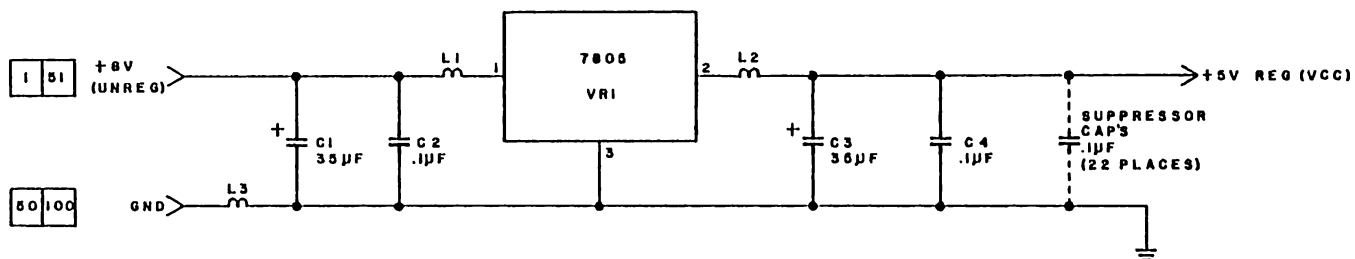 1 51
+8V
(UNREG)
L1
1
7805
VR1
2
L2
+5V REG (VCC)
+
C1
35µF
C2
.1µF
3
+
C3
35µF
C4
.1µF
SUPPRESSOR
CAP'S
.1µF
(22 PLACES)
50 100
GND
L3